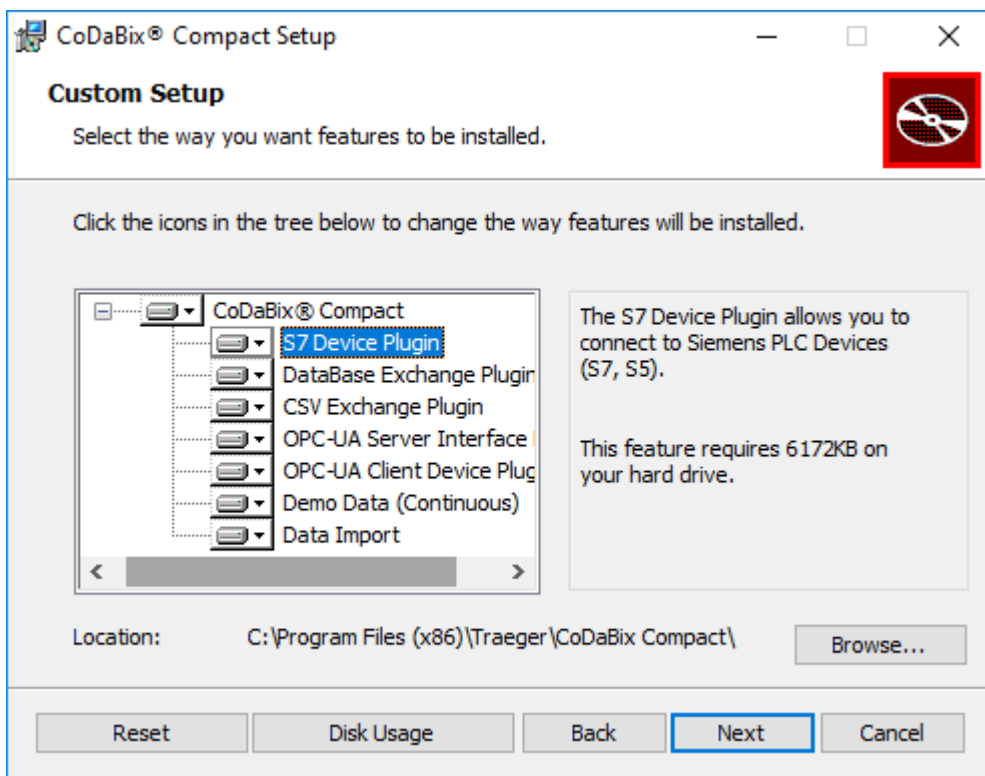 CoDaBix® Compact Setup
Custom Setup
Select the way you want features to be installed.
Click the icons in the tree below to change the way features will be installed.
CoDaBix® Compact
S7 Device Plugin
DataBase Exchange Plugin
CSV Exchange Plugin
OPC-UA Server Interface
OPC-UA Client Device Plug
Demo Data (Continuous)
Data Import
The S7 Device Plugin allows you to
connect to Siemens PLC Devices
(S7, S5).
This feature requires 6172KB on
your hard drive.
Location: C:\Program Files (x86)\Traeger\CoDaBix Compact\ Browse...
Reset Disk Usage Back Next Cancel